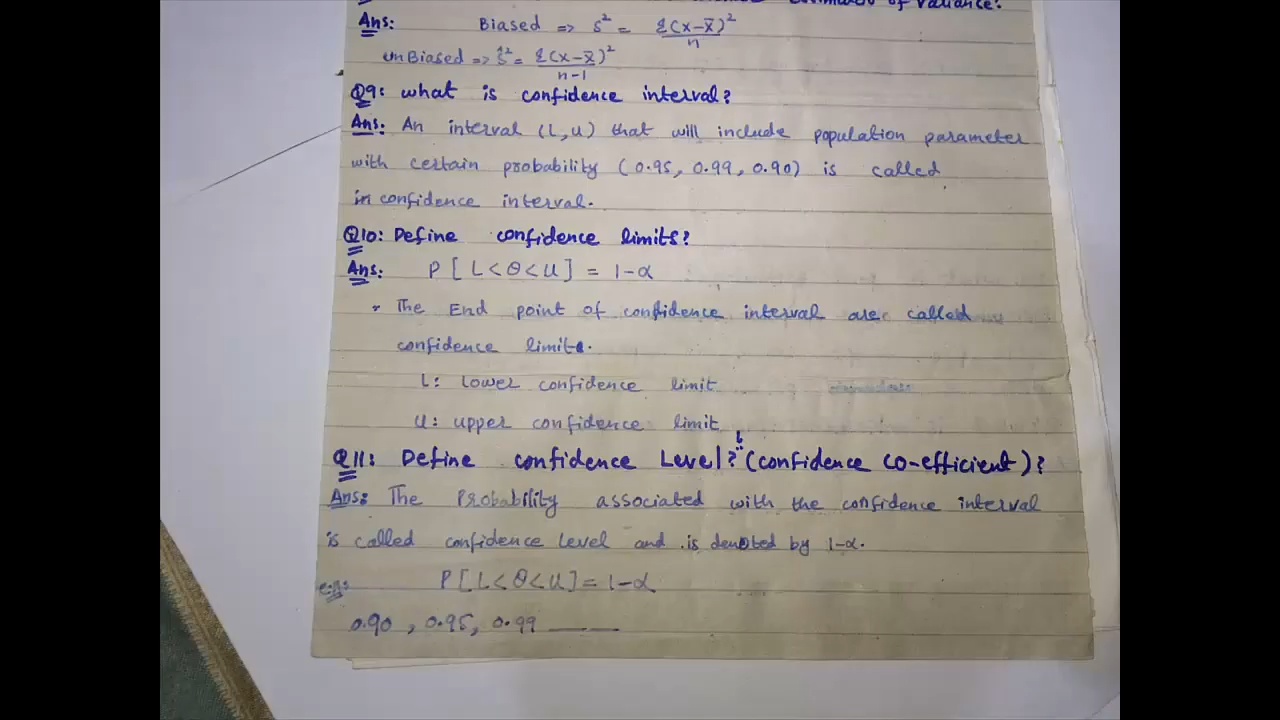 of variance?
Ans: Biased => s² = Σ(x-x̄)²/n
unBiased => ŝ² = Σ(x-x̄)²/n-1
Q9: what is confidence interval?
Ans: An interval (L,u) that will include population parameter
with certain probability (0.95, 0.99, 0.90) is called
in confidence interval.
Q10: Define confidence limits?
Ans: P[L<θ<u] = 1-α
* The End point of confidence interval are called
confidence limits.
L: lower confidence limit
U: upper confidence limit
Q11: Define confidence Level? (confidence co-efficient)?
Ans: The Probability associated with the confidence interval
is called confidence level and is denoted by 1-α.
e.g: P[L<θ<u] = 1-α
0.90, 0.95, 0.99 ____